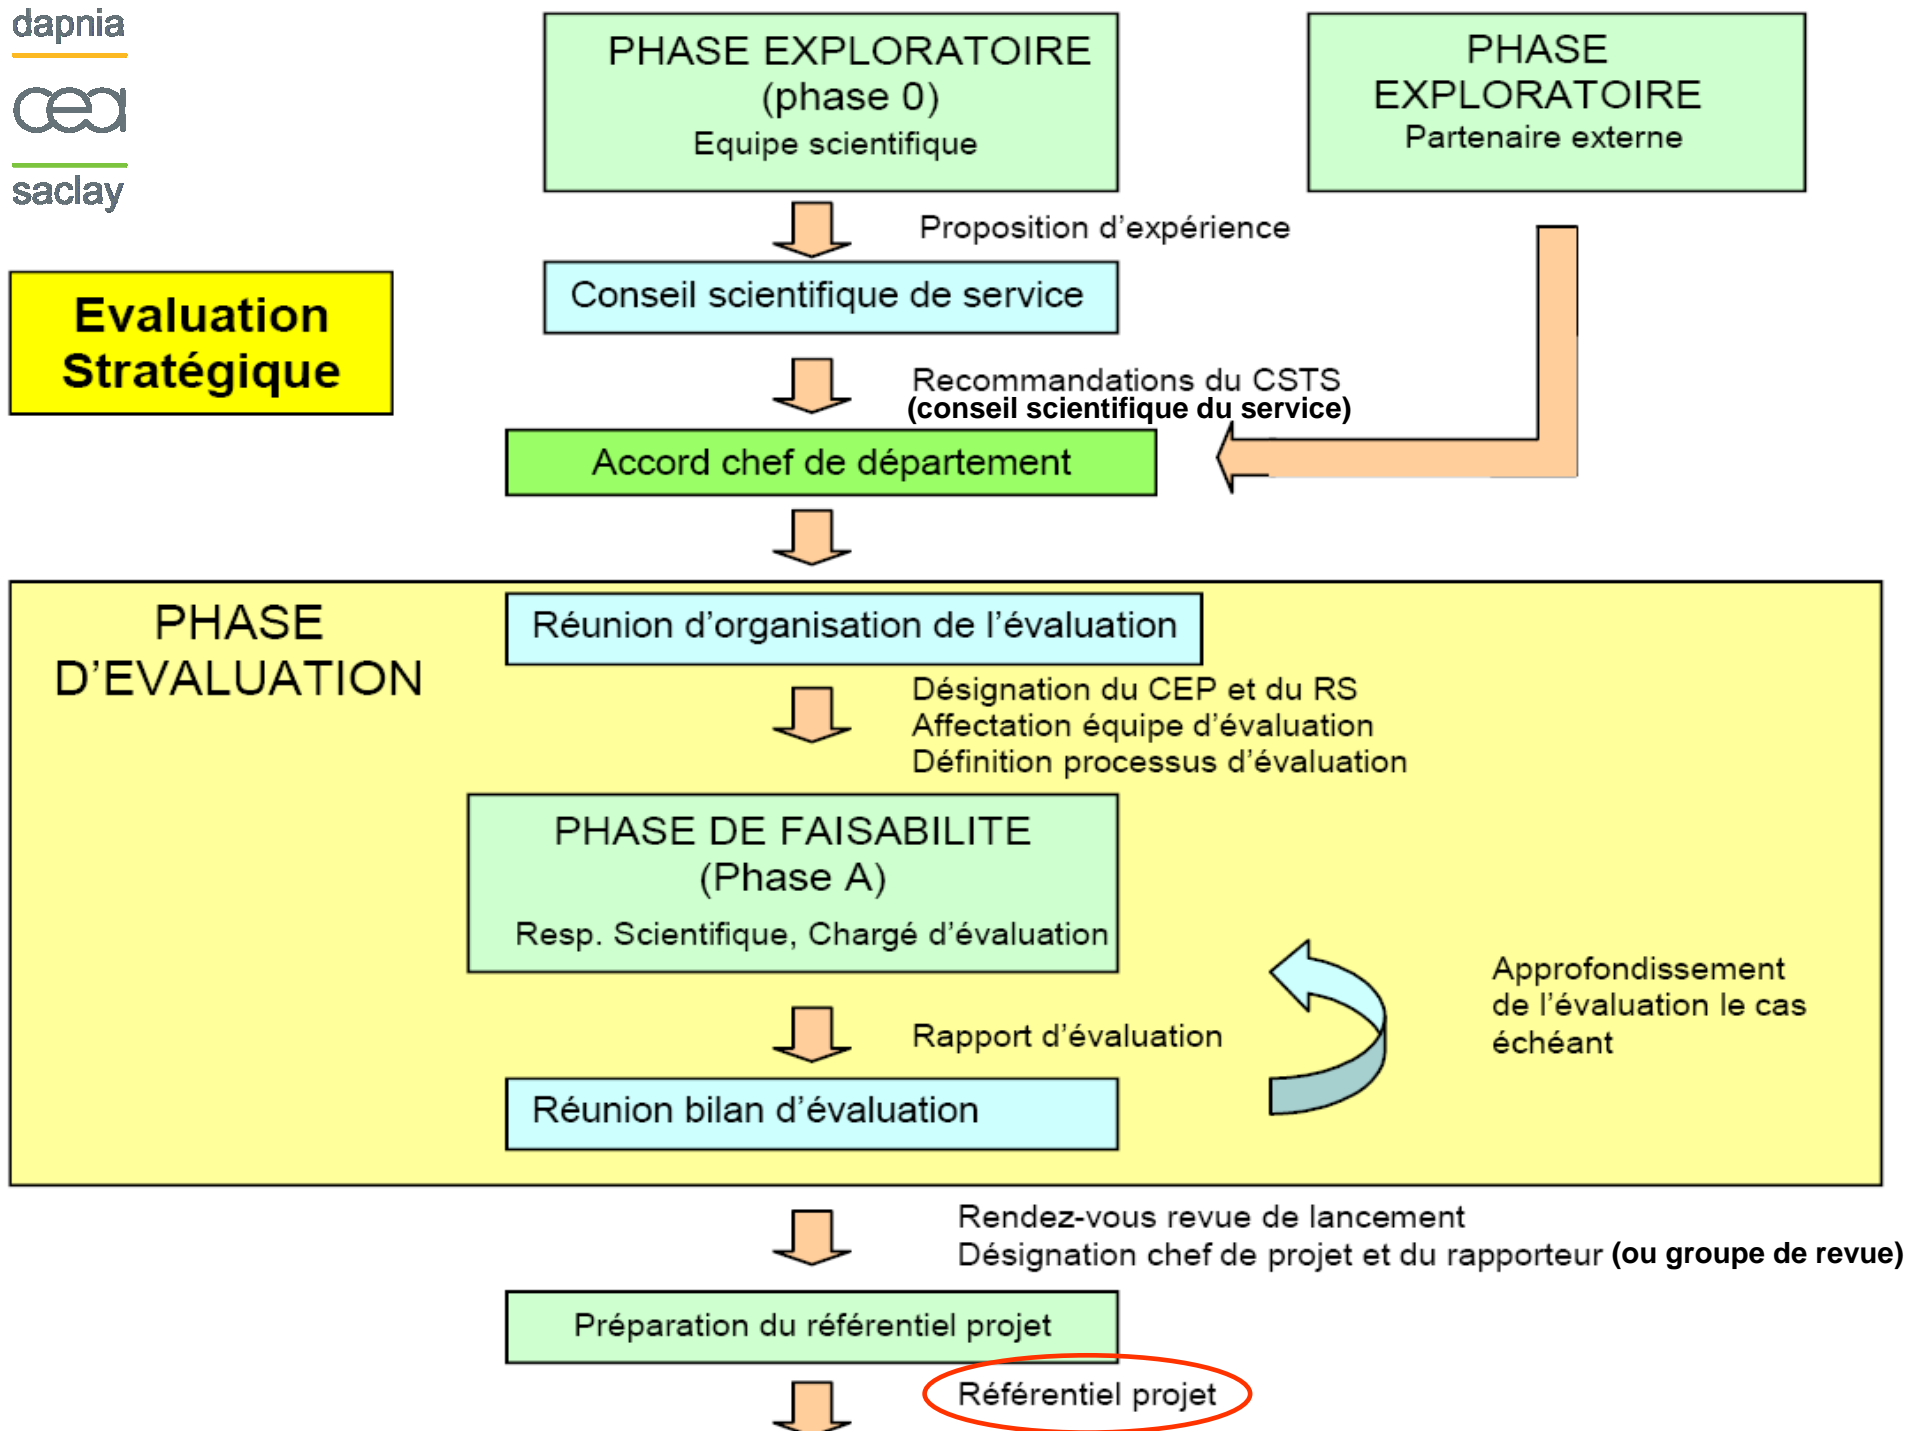 dapnia
cea
saclay
PHASE EXPLORATOIRE
(phase 0)
Equipe scientifique
PHASE
EXPLORATOIRE
Partenaire externe
Proposition d'expérience
Conseil scientifique de service
Evaluation
Stratégique
Recommandations du CSTS
(conseil scientifique du service)
Accord chef de département
PHASE
D'EVALUATION
Réunion d'organisation de l'évaluation
Désignation du CEP et du RS
Affectation équipe d'évaluation
Définition processus d'évaluation
PHASE DE FAISABILITE
(Phase A)
Resp. Scientifique, Chargé d'évaluation
Approfondissement
de l'évaluation le cas
échéant
Rapport d'évaluation
Réunion bilan d'évaluation
Rendez-vous revue de lancement
Désignation chef de projet et du rapporteur (ou groupe de revue)
Préparation du référentiel projet
Référentiel projet